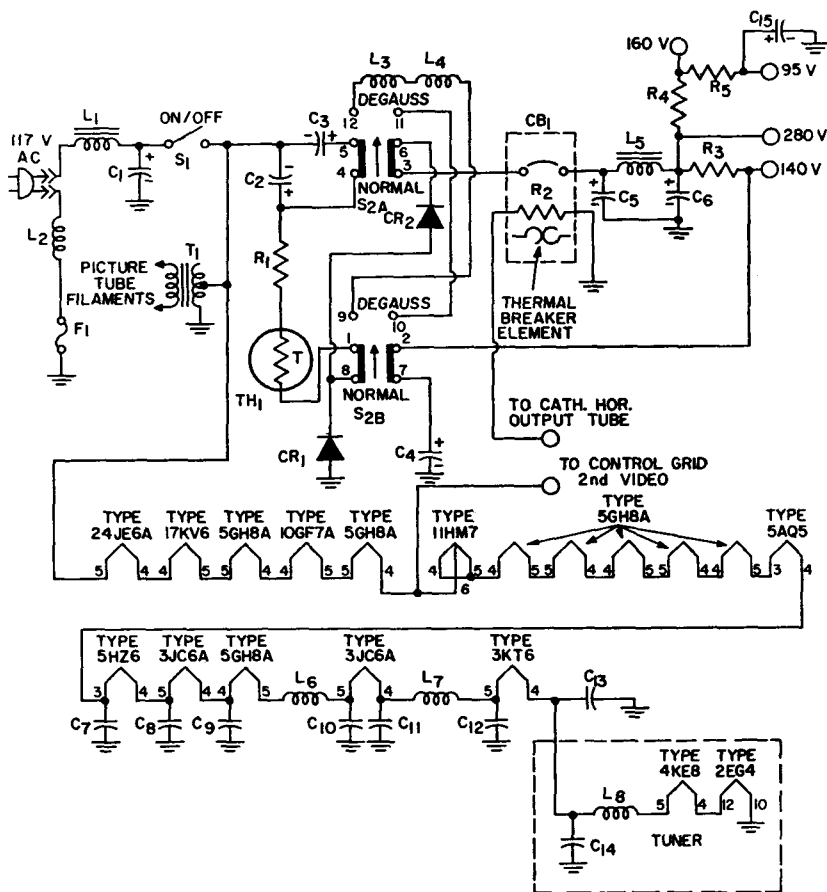 L3 L4
C15
160 V
L1 ON/OFF C3 DEGAUSS R5 95 V
12 11
R4
117 V AC
S1 - + 5 6 CB1 L5 280 V
C1 + C2 - + 4 3 R3
NORMAL 140 V
S2A
R2 + C5 + C6
L2
CR2
T1 R1
PICTURE
TUBE
FILAMENTS
DEGAUSS
9 10
THERMAL
BREAKER
ELEMENT
F1
T 1 2
8 7
TH1 NORMAL
S2B
TO CATH. HOR.
OUTPUT TUBE
CR1 C4 + -
TO CONTROL GRID
2nd VIDEO
TYPE 24JE6A
TYPE 17KV6
TYPE 5GH8A
TYPE 10GF7A
TYPE 5GH8A
TYPE 11HM7
TYPE 5GH8A
TYPE 5AQ5
5 4 5 4 5 4 4 5 5 4 4 5 6 4 5 5 4 4 5 5 4 4 5 3 4
TYPE 5HZ6
TYPE 3JC6A
TYPE 5GH8A
TYPE 3JC6A
TYPE 3KT6
L6 L7 C13
3 4 5 4 4 5 5 4 5 4
C7 C8 C9 C10 C11 C12
TYPE 4KE8
TYPE 2EG4
L8
5 4 12 10
C14 TUNER